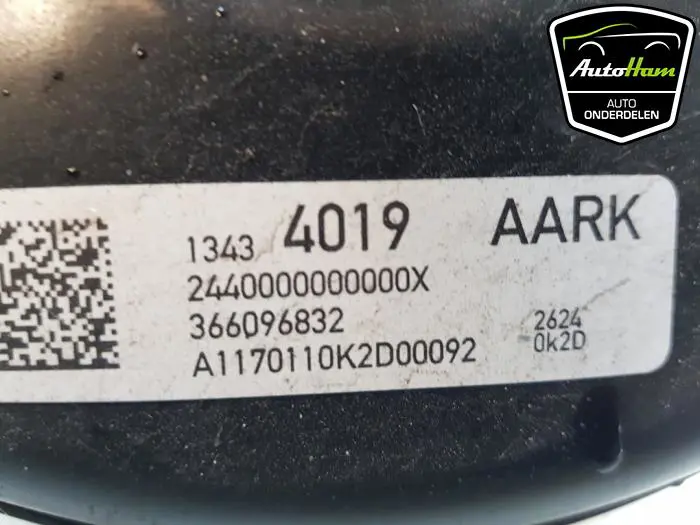 AutoHam
AUTO
ONDERDELEN
1343 4019 AARK
2440000000000X
366096832 2624
A1170110K2D00092 0k2D